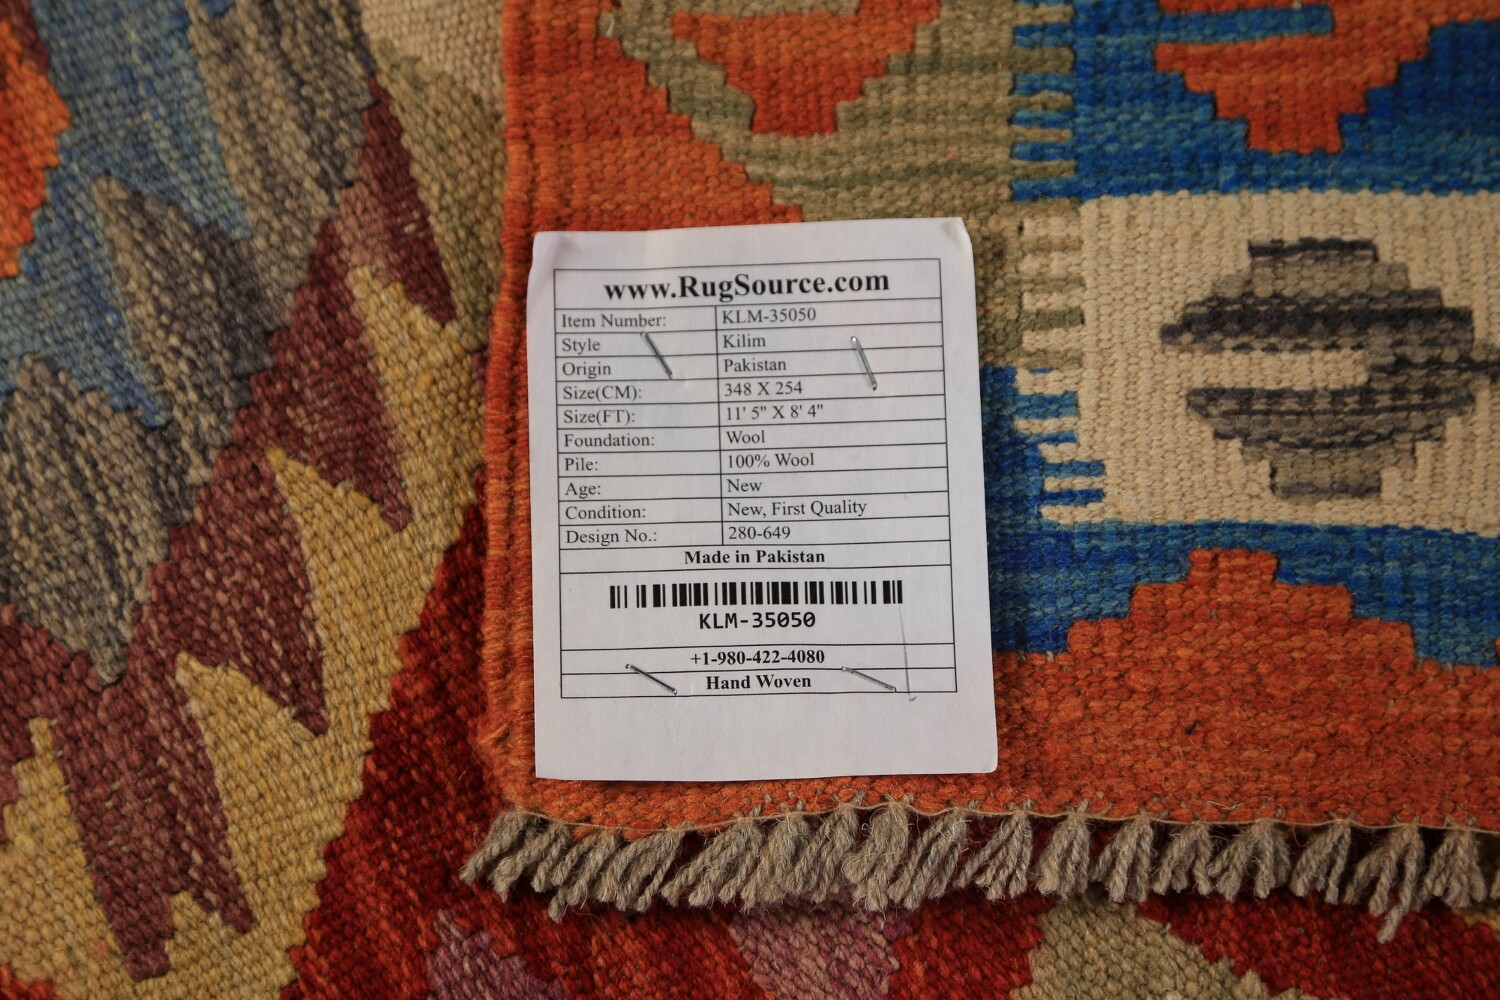 www.RugSource.com
Item Number: KLM-35050
Style Kilim
Origin Pakistan
Size(CM): 348 X 254
Size(FT): 11' 5" X 8' 4"
Foundation: Wool
Pile: 100% Wool
Age: New
Condition: New, First Quality
Design No.: 280-649
Made in Pakistan
KLM-35050
+1-980-422-4080
Hand Woven